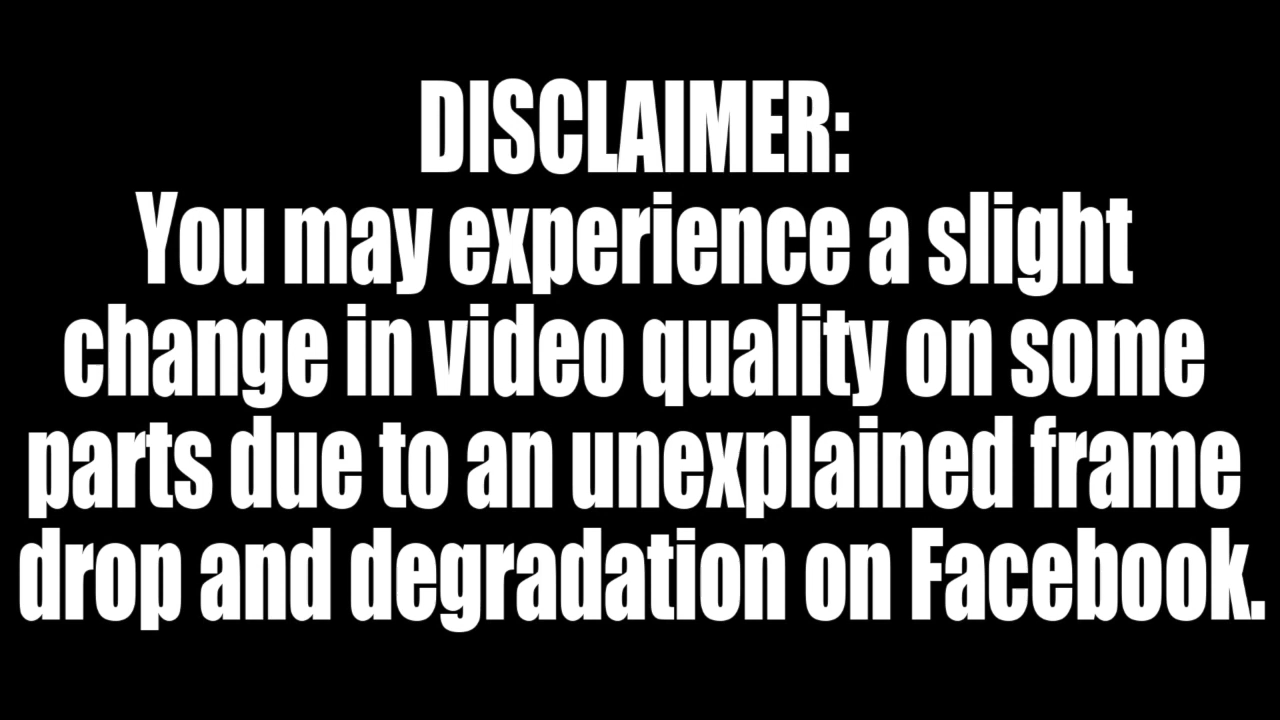 DISCLAIMER:
You may experience a slight
change in video quality on some
parts due to an unexplained frame
drop and degradation on Facebook.